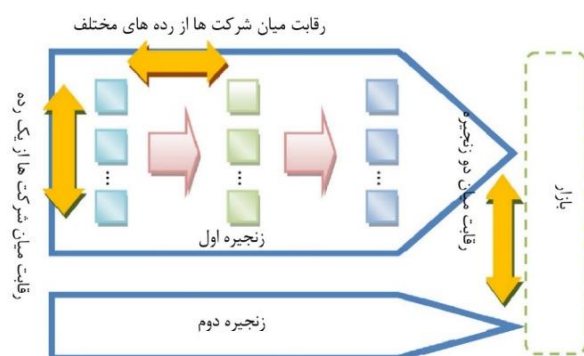 رقابت میان شرکت ها از رده های مختلف
رقابت میان شرکت ها از یک رده
...
...
...
زنجیره اول
رقابت میان دو زنجیره
بازار
زنجیره دوم